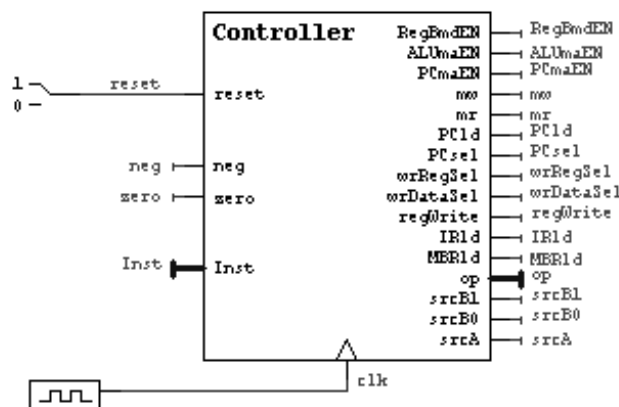 Controller
RegBmdEN RegBmdEN
ALUmaEN ALUmaEN
PCmaEN PCmaEN
1 reset reset
0
mw mw
mr mr
PCld PCld
PCsel PCsel
neg neg
wrRegSel wrRegSel
zero zero
wrDataSel wrDataSel
regWrite regWrite
IRld IRld
MBRld MBRld
Inst Inst
op op
srcB1 srcB1
srcB0 srcB0
srcA srcA
clk